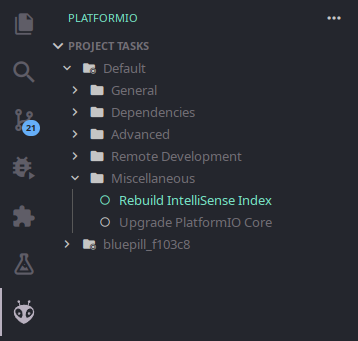 PLATFORMIO
PROJECT TASKS
Default
General
Dependencies
Advanced
Remote Development
21
Miscellaneous
Rebuild IntelliSense Index
Upgrade PlatformIO Core
bluepill_f103c8